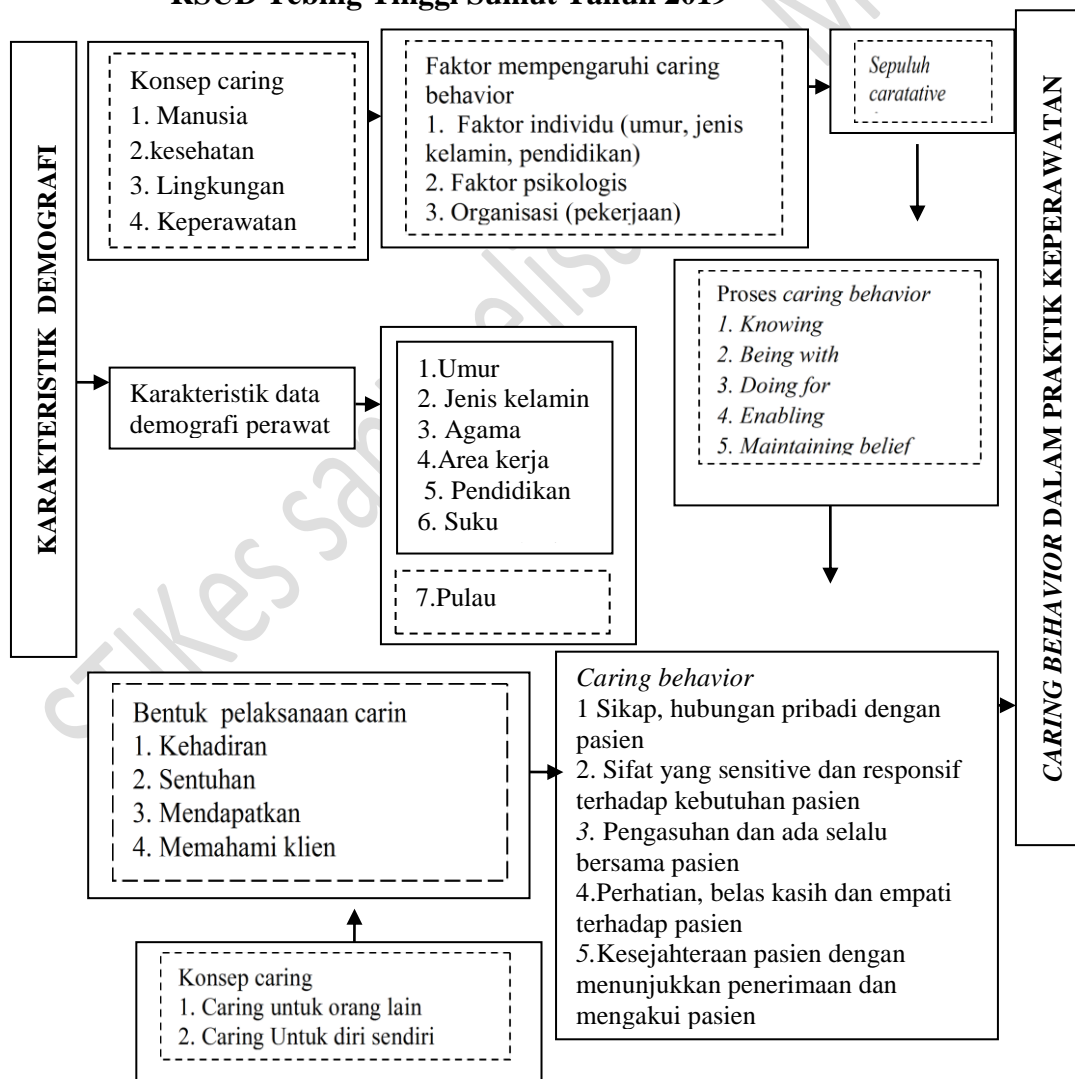 RSUD Tebing Tinggi Sumut Tahun 2019
KARAKTERISTIK DEMOGRAFI
Konsep caring
1. Manusia
2.kesehatan
3. Lingkungan
4. Keperawatan
Faktor mempengaruhi caring
behavior
1. Faktor individu (umur, jenis
kelamin, pendidikan)
2. Faktor psikologis
3. Organisasi (pekerjaan)
Sepuluh
caratative
CARING BEHAVIOR DALAM PRAKTIK KEPERAWATAN
Proses caring behavior
1. Knowing
2. Being with
3. Doing for
4. Enabling
5. Maintaining belief
Karakteristik data
demografi perawat
1.Umur
2. Jenis kelamin
3. Agama
4.Area kerja
5. Pendidikan
6. Suku
7.Pulau
Bentuk pelaksanaan carin
1. Kehadiran
2. Sentuhan
3. Mendapatkan
4. Memahami klien
Caring behavior
1 Sikap, hubungan pribadi dengan
pasien
2. Sifat yang sensitive dan responsif
terhadap kebutuhan pasien
3. Pengasuhan dan ada selalu
bersama pasien
4.Perhatian, belas kasih dan empati
terhadap pasien
5.Kesejahteraan pasien dengan
menunjukkan penerimaan dan
mengakui pasien
Konsep caring
1. Caring untuk orang lain
2. Caring Untuk diri sendiri